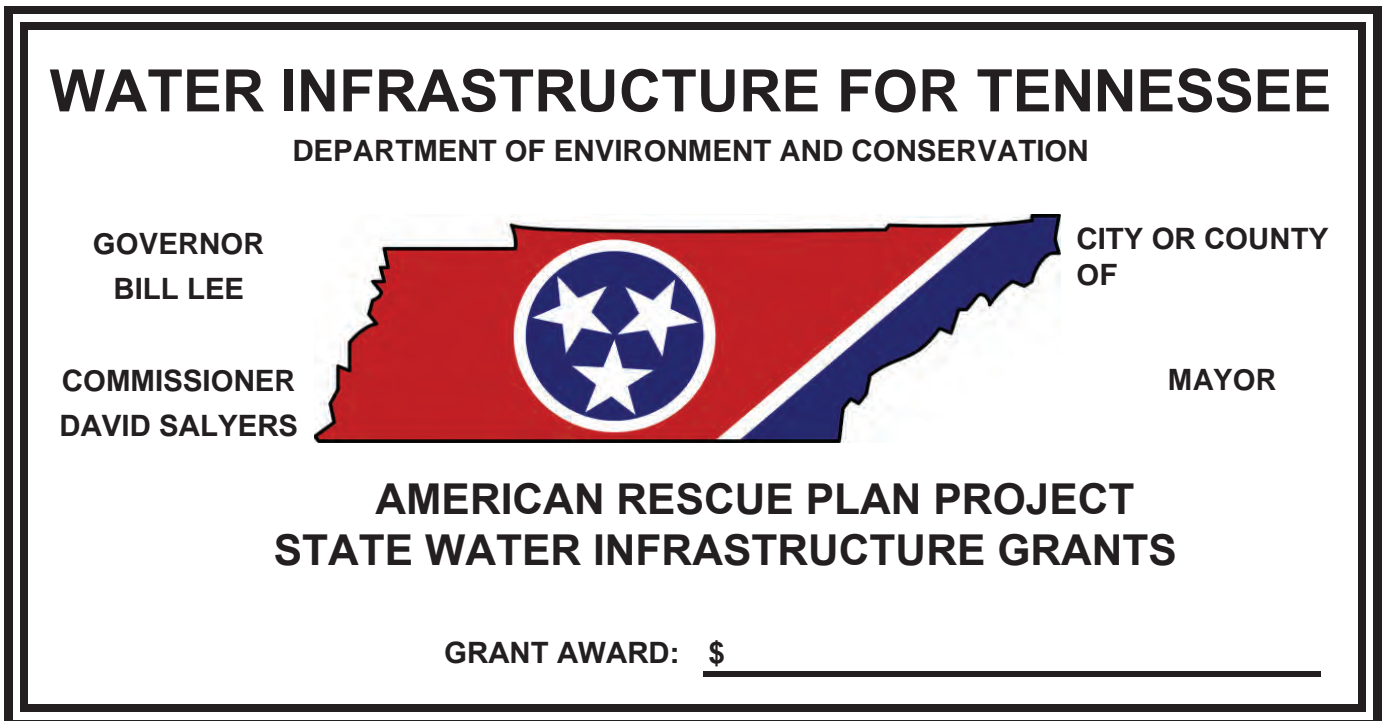 WATER INFRASTRUCTURE FOR TENNESSEE
DEPARTMENT OF ENVIRONMENT AND CONSERVATION
GOVERNOR
BILL LEE
COMMISSIONER
DAVID SALYERS
CITY OR COUNTY
OF
MAYOR
AMERICAN RESCUE PLAN PROJECT
STATE WATER INFRASTRUCTURE GRANTS
GRANT AWARD: $